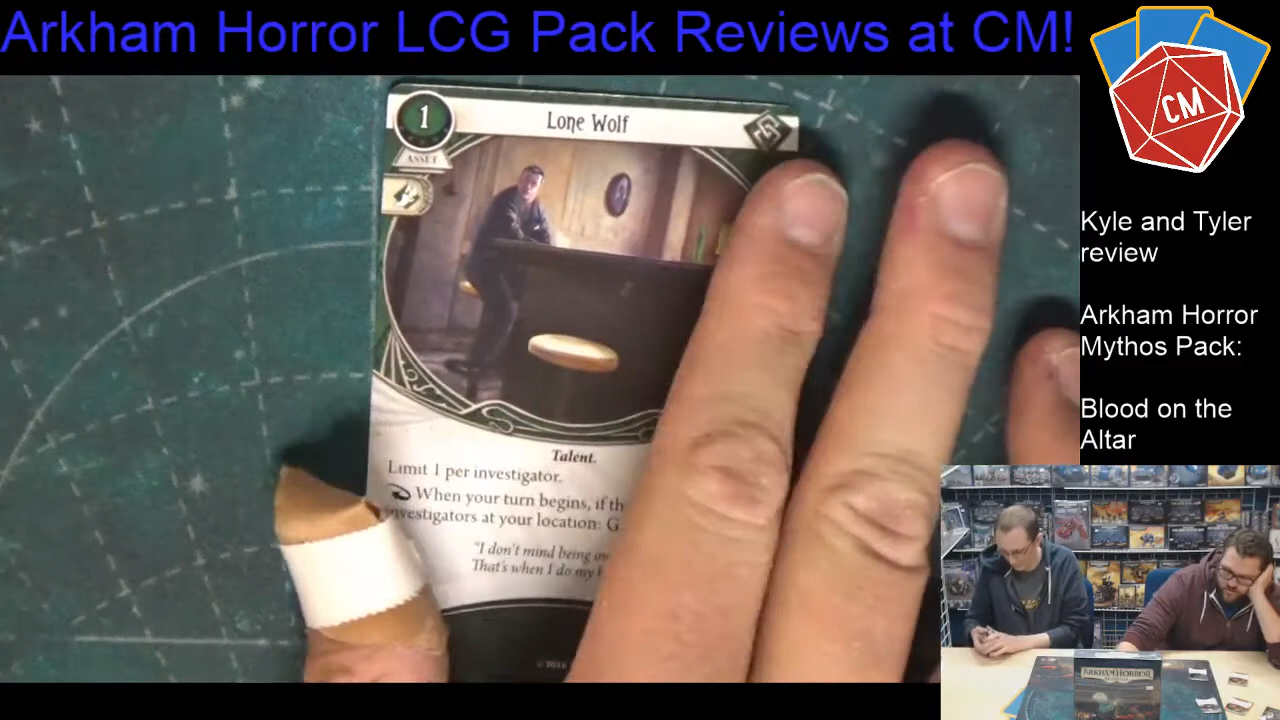 Arkham Horror LCG Pack Reviews at CM!
CM
1
Lone Wolf
ASSET
Talent.
Limit 1 per investigator.
When your turn begins, if th
investigators at your location: G
"I don't mind being
That's when I do my
Kyle and Tyler
review
Arkham Horror
Mythos Pack:
Blood on the
Altar
ARKHAM HORROR